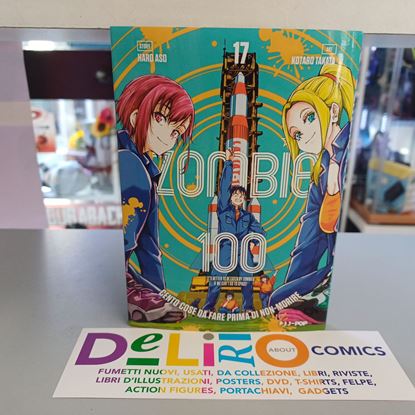 STORY
HARO ASO
17
ART
KOTARO TAKATA
ZOMBIE
100
CENTO COSE DA FARE PRIMA DI NON-MORIRE
J-POP
DeLiRiO
ABOUT
COMICS
FUMETTI NUOVI, USATI, DA COLLEZIONE, LIBRI, RIVISTE,
LIBRI D'ILLUSTRAZIONI, POSTERS, DVD, T-SHIRTS, FELPE,
ACTION FIGURES, PORTACHIAVI, GADGETS